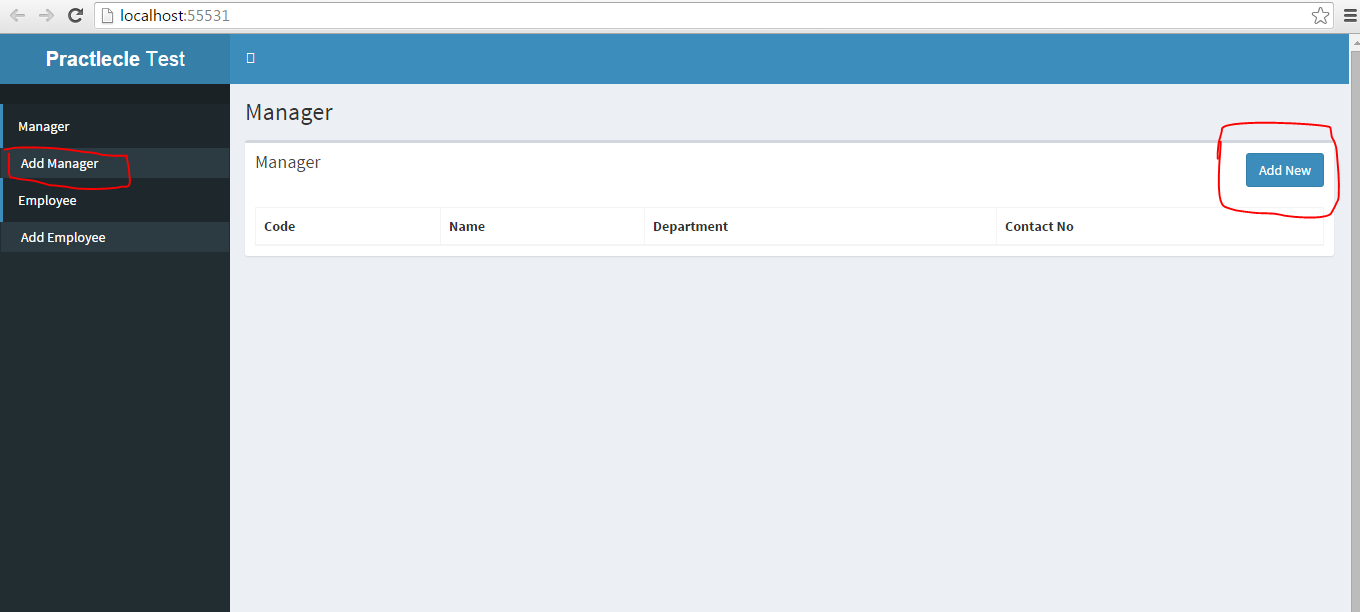 localhost:55531
Practlecle Test
Manager
Add Manager
Employee
Add Employee
Manager
Manager
Add New
Code Name Department Contact No